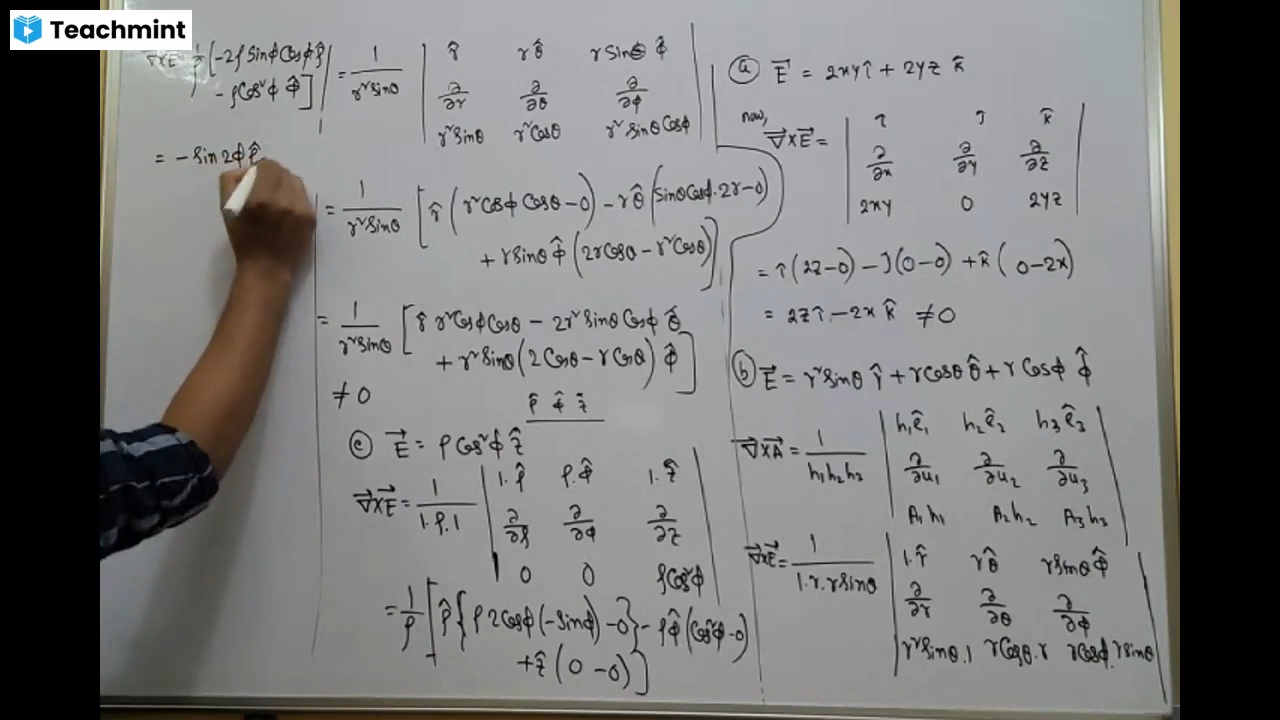 Teachmint
∇×E = 1/ρ [-2ρ sinφ cosφ ρ̂
- ρ cos²φ φ̂]
= - sin 2φ ρ̂
= 1/(r² sinθ) | r̂ rθ̂ r sinθ φ̂ |
∂/∂r ∂/∂θ ∂/∂φ
r² sinθ r² cosθ r² sinθ cosφ
= 1/(r² sinθ) [ r̂ (r² cosφ cosθ - 0) - rθ̂ (sinθ cosφ. 2r - 0)
+ r sinθ φ̂ (2r cosθ - r² cosθ) ]
= 1/(r² sinθ) [ r̂ r² cosφ cosθ - 2r² sinθ cosφ θ̂
+ r² sinθ (2 cosθ - r cosθ) φ̂ ]
≠ 0
ρ̂ φ̂ ẑ
(c) E⃗ = ρ cos²φ ẑ
∇⃗×E⃗ = 1/(1.ρ.1) | 1.ρ̂ ρ.φ̂ 1.ẑ |
∂/∂ρ ∂/∂φ ∂/∂z
0 0 ρcos²φ
= 1/ρ [ ρ̂ {ρ 2cosφ (-sinφ) - 0} - ρφ̂ (cos²φ - 0)
+ ẑ (0 - 0) ]
(a) E⃗ = 2xy î + 2yz k̂
now,
∇⃗×E⃗ = | î ĵ k̂ |
∂/∂x ∂/∂y ∂/∂z
2xy 0 2yz
= î (2z - 0) - ĵ (0 - 0) + k̂ (0 - 2x)
= 2z î - 2x k̂ ≠ 0
(b) E⃗ = r² sinθ r̂ + r cosθ θ̂ + r cosφ φ̂
∇⃗×A⃗ = 1/(h₁h₂h₃) | h₁ê₁ h₂ê₂ h₃ê₃ |
∂/∂u₁ ∂/∂u₂ ∂/∂u₃
A₁h₁ A₂h₂ A₃h₃
∇⃗×E⃗ = 1/(1.r.r sinθ) | 1.r̂ rθ̂ r sinθ φ̂ |
∂/∂r ∂/∂θ ∂/∂φ
r² sinθ.1 r cosθ.r r cosφ. r sinθ